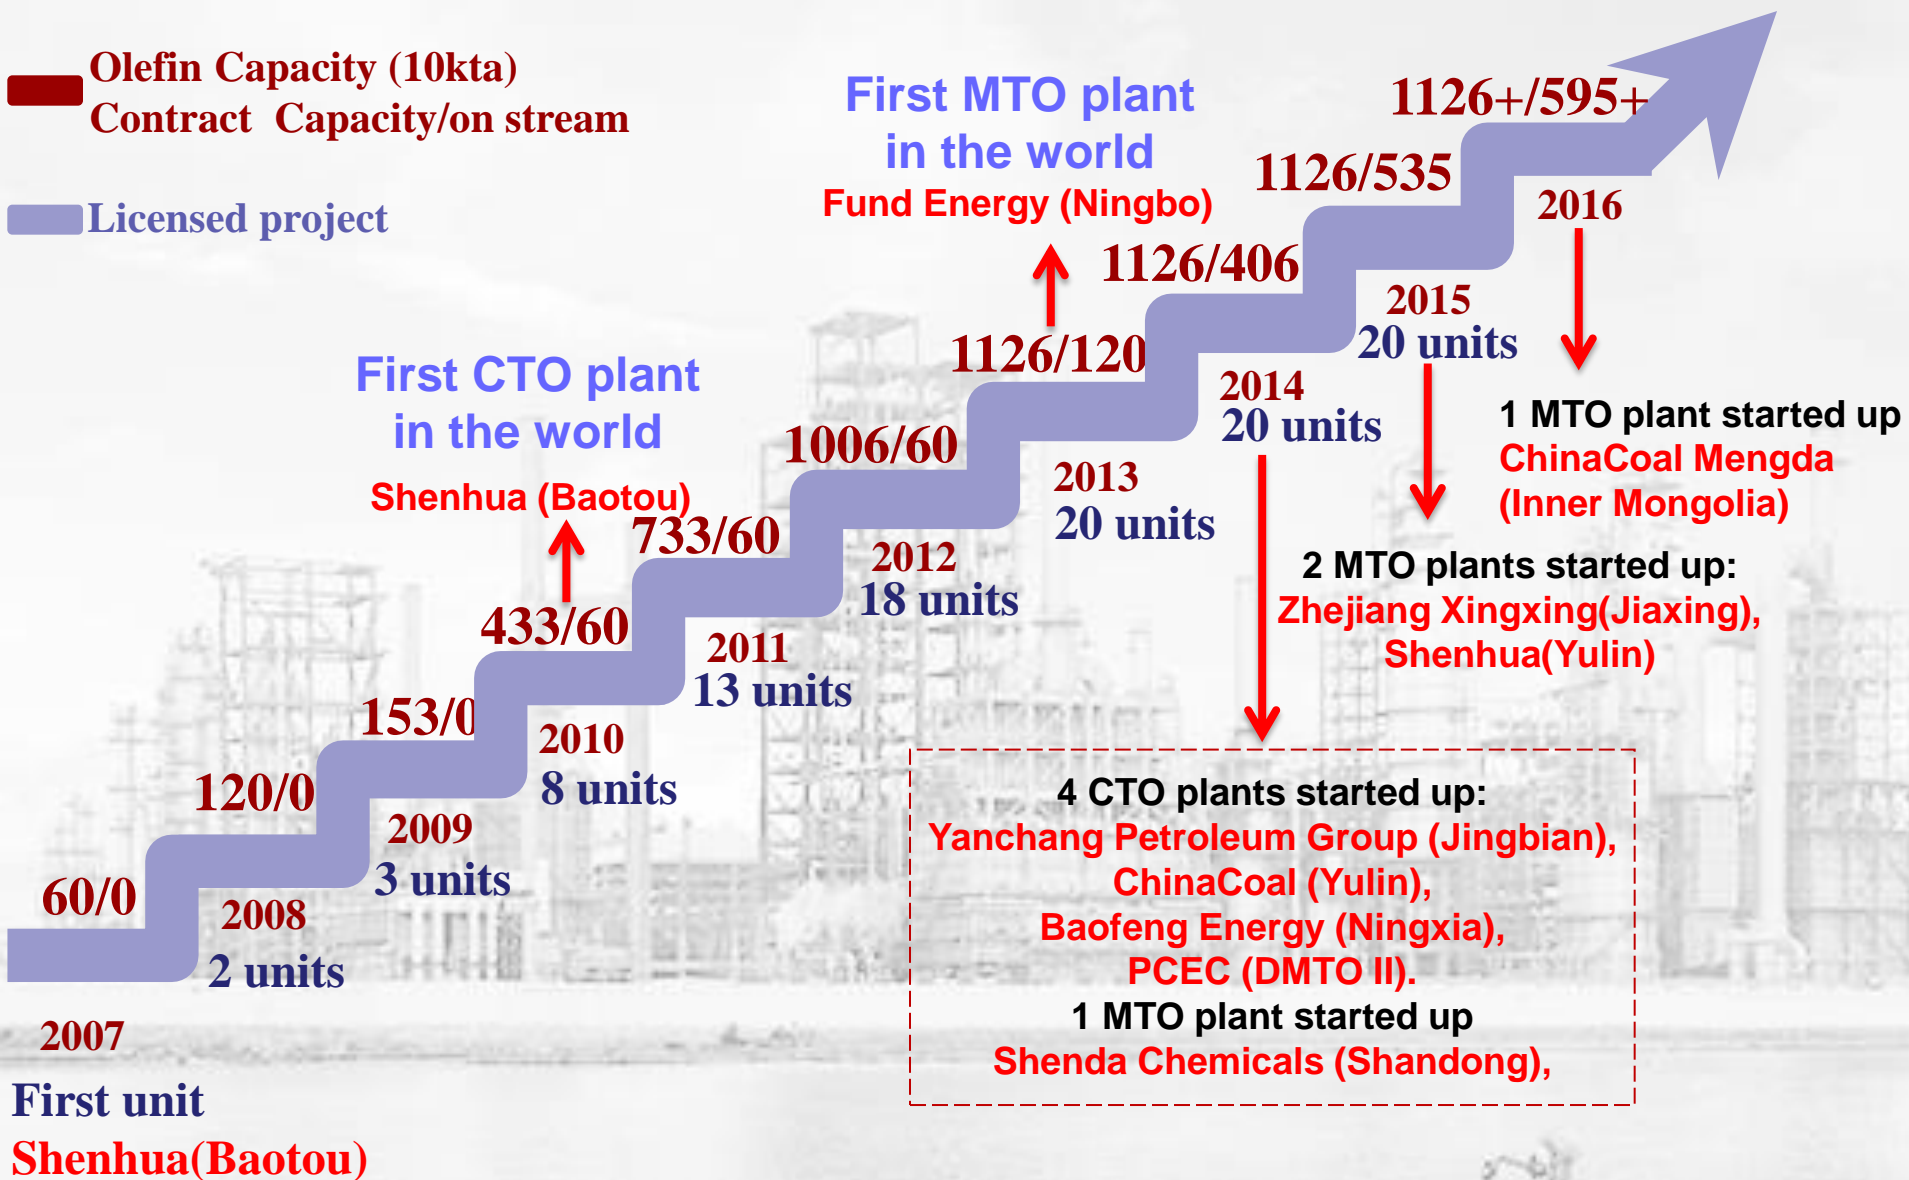 Olefin Capacity (10kta)
Contract Capacity/on stream
Licensed project
60/0
2007
First unit
Shenhua(Baotou)
120/0
2008
2 units
153/0
2009
3 units
First CTO plant
in the world
Shenhua (Baotou)
433/60
2010
8 units
733/60
2011
13 units
1006/60
2012
18 units
First MTO plant
in the world
Fund Energy (Ningbo)
1126/120
2013
20 units
1126/406
2014
20 units
4 CTO plants started up:
Yanchang Petroleum Group (Jingbian),
ChinaCoal (Yulin),
Baofeng Energy (Ningxia),
PCEC (DMTO II).
1 MTO plant started up
Shenda Chemicals (Shandong),
1126/535
2015
20 units
2 MTO plants started up:
Zhejiang Xingxing(Jiaxing),
Shenhua(Yulin)
1126+/595+
2016
1 MTO plant started up
ChinaCoal Mengda
(Inner Mongolia)